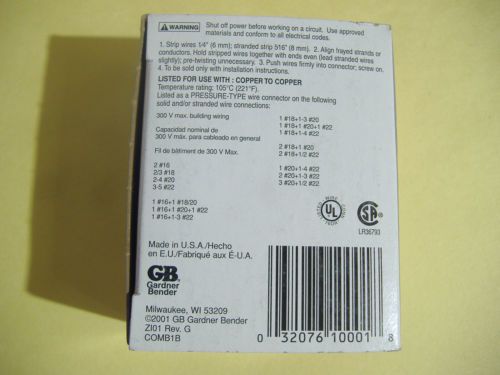 WARNING Shut off power before working on a circuit. Use approved
materials and conform to all electrical codes.
1. Strip wires 1/4" (6 mm); stranded strip 5/16" (8 mm). 2. Align frayed strands or
conductors. Hold stripped wires together with ends even (lead stranded wires
slightly); pre-twisting unnecessary. 3. Push wires firmly into connector; screw on.
4. To be sold only with installation instructions.
LISTED FOR USE WITH: COPPER TO COPPER
Temperature rating: 105°C (221°F).
Listed as a PRESSURE-TYPE wire connector on the following
solid and/or stranded wire connections:
300 V max. building wiring
Capacidad nominal de
300 V máx. para cableado en general
Fil de bâtiment de 300 V Max.
2 #16
2/3 #18
2-4 #20
3-5 #22
1 #16+1 #18/20
1 #16+1 #20+1 #22
1 #16+1-3 #22
1 #18+1-3 #20
1 #18+1 #20+1 #22
1 #18+1-4 #22
2 #18+1 #20
2 #18+1/2 #22
1 #20+1-4 #22
2 #20+1-3 #22
3 #20+1/2 #22
UL
LISTED WIRE
SA
LR36793
Made in U.S.A./Hecho
en E.U./Fabriqué aux É-U.A.
GB
Gardner
Bender
Milwaukee, WI 53209
©2001 GB Gardner Bender
ZI01 Rev. G
COMB1B
0 32076 10001 8